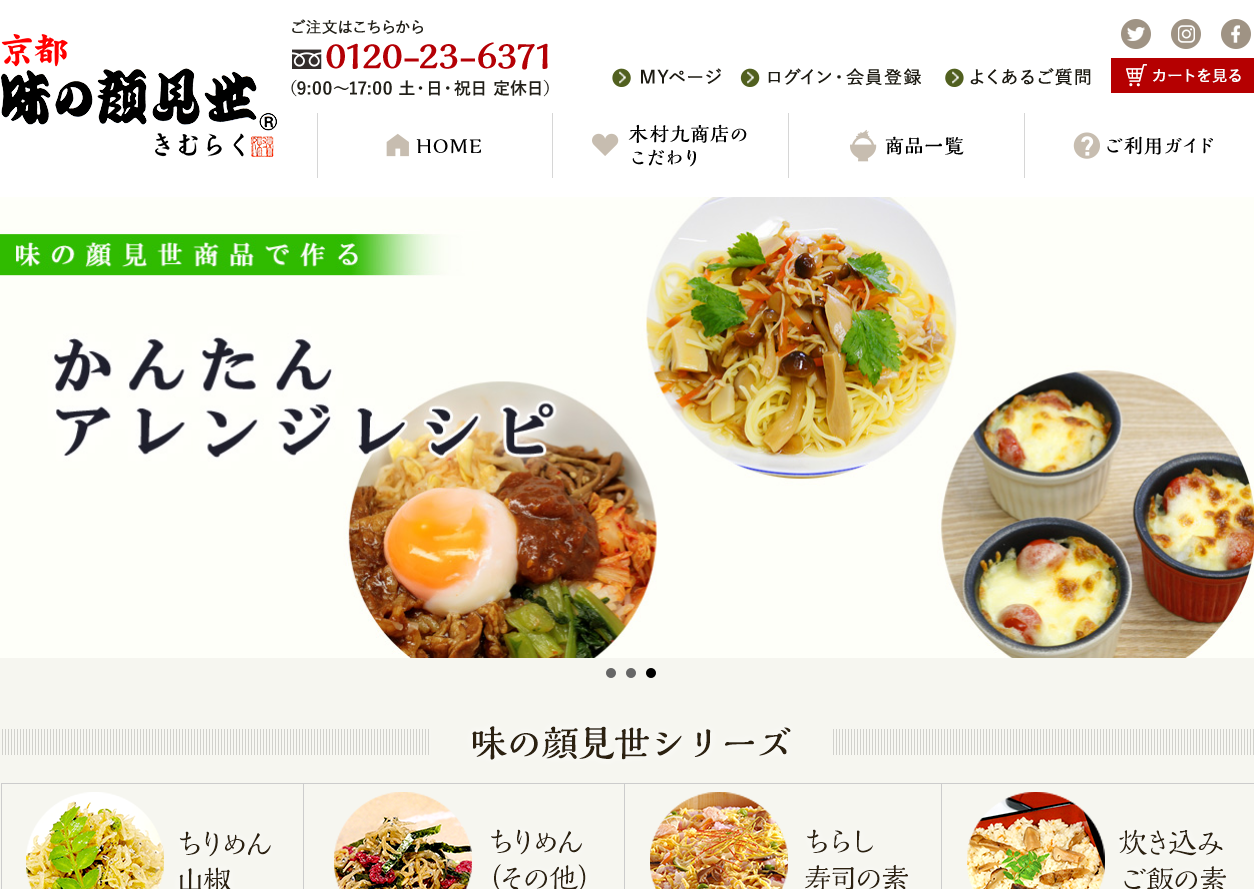 京都
味の顔見世®
きむらく
ご注文はこちらから
0120-23-6371
(9:00〜17:00 土・日・祝日 定休日)
MYページ
ログイン・会員登録
よくあるご質問
カートを見る
HOME
木村九商店の
こだわり
商品一覧
ご利用ガイド
味の顔見世商品で作る
かんたん
アレンジレシピ
味の顔見世シリーズ
ちりめん
山椒
ちりめん
(その他)
ちらし
寿司の素
炊き込み
ご飯の素